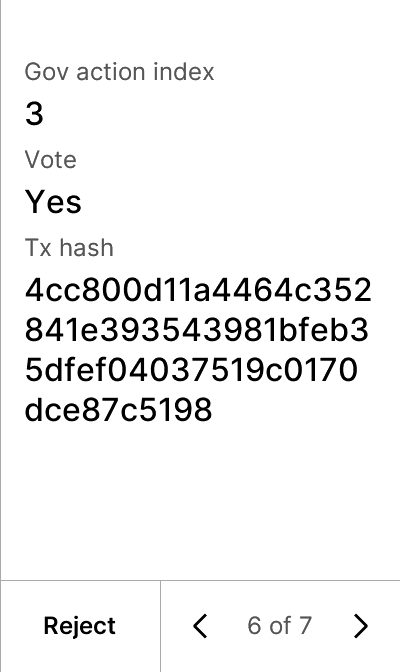 Gov action index
3
Vote
Yes
Tx hash
4cc800d11a4464c352
841e393543981bfeb3
5dfef04037519c0170
dce87c5198
Reject
6 of 7